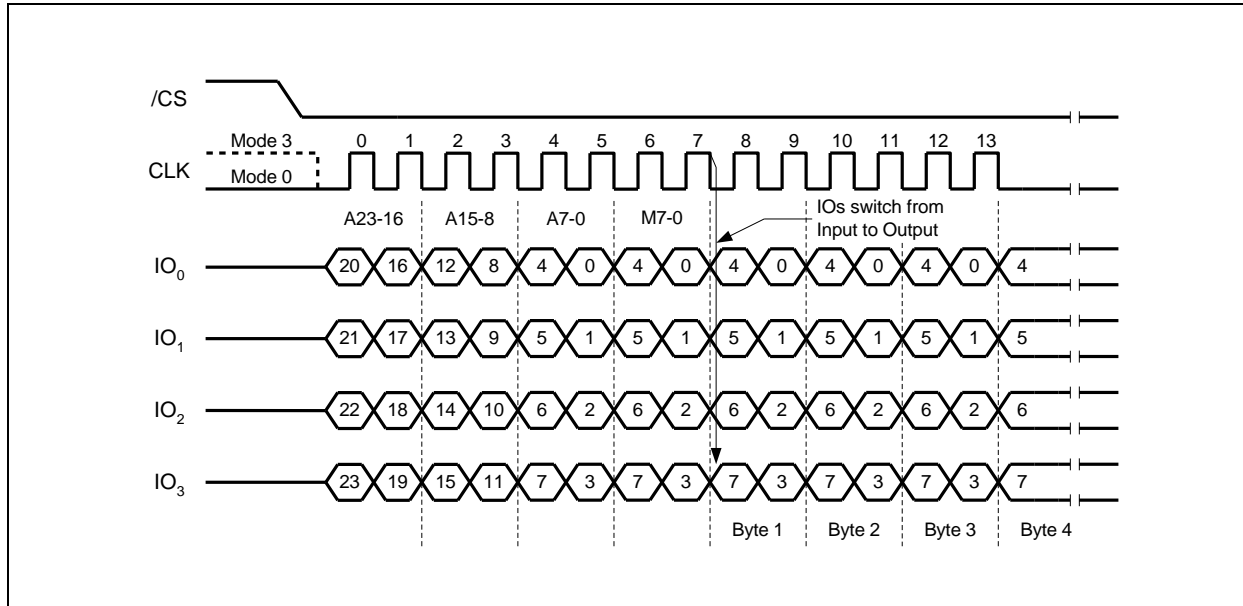 /CS
Mode 3 0 1 2 3 4 5 6 7 8 9 10 11 12 13
CLK
Mode 0
IOs switch from
A23-16 A15-8 A7-0 M7-0
Input to Output
IO0 20 16 12 8 4 0 4 0 4 0 4 0 4 0 4
IO1 21 17 13 9 5 1 5 1 5 1 5 1 5 1 5
IO2 22 18 14 10 6 2 6 2 6 2 6 2 6 2 6
IO3 23 19 15 11 7 3 7 3 7 3 7 3 7 3 7
Byte 1 Byte 2 Byte 3 Byte 4